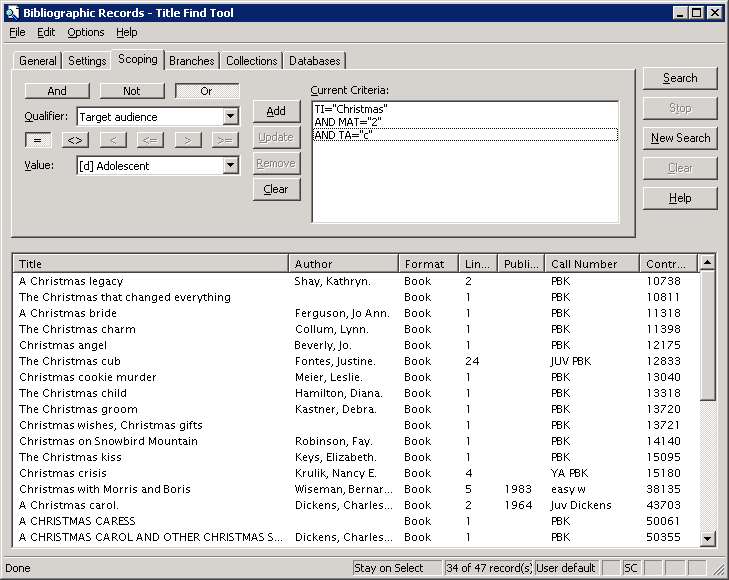 Bibliographic Records - Title Find Tool
File Edit Options Help
General Settings Scoping Branches Collections Databases
And Not Or
Current Criteria:
Qualifier: Target audience
= <> < <= > >=
Value: [d] Adolescent
Add
Update
Remove
Clear
TI="Christmas"
AND MAT="2"
AND TA="c"
Search
Stop
New Search
Clear
Help
Title Author Format Lin... Publi... Call Number Contr...
A Christmas legacy Shay, Kathryn. Book 2 PBK 10738
The Christmas that changed everything Book 1 PBK 10811
A Christmas bride Ferguson, Jo Ann. Book 1 PBK 11318
The Christmas charm Collum, Lynn. Book 1 PBK 11398
Christmas angel Beverly, Jo. Book 1 PBK 12175
The Christmas cub Fontes, Justine. Book 24 JUV PBK 12833
Christmas cookie murder Meier, Leslie. Book 1 PBK 13040
The Christmas child Hamilton, Diana. Book 1 PBK 13318
The Christmas groom Kastner, Debra. Book 1 PBK 13720
Christmas wishes, Christmas gifts Book 1 PBK 13721
Christmas on Snowbird Mountain Robinson, Fay. Book 1 PBK 14140
The Christmas kiss Keys, Elizabeth. Book 1 PBK 15095
Christmas crisis Krulik, Nancy E. Book 4 YA PBK 15180
Christmas with Morris and Boris Wiseman, Bernar... Book 5 1983 easy w 38135
A Christmas carol. Dickens, Charles... Book 2 1964 Juv Dickens 43703
A CHRISTMAS CARESS Book 1 PBK 50061
A CHRISTMAS CAROL AND OTHER CHRISTMAS S... Dickens, Charles... Book 1 PBK 50355
Done Stay on Select 34 of 47 record(s) User default SC